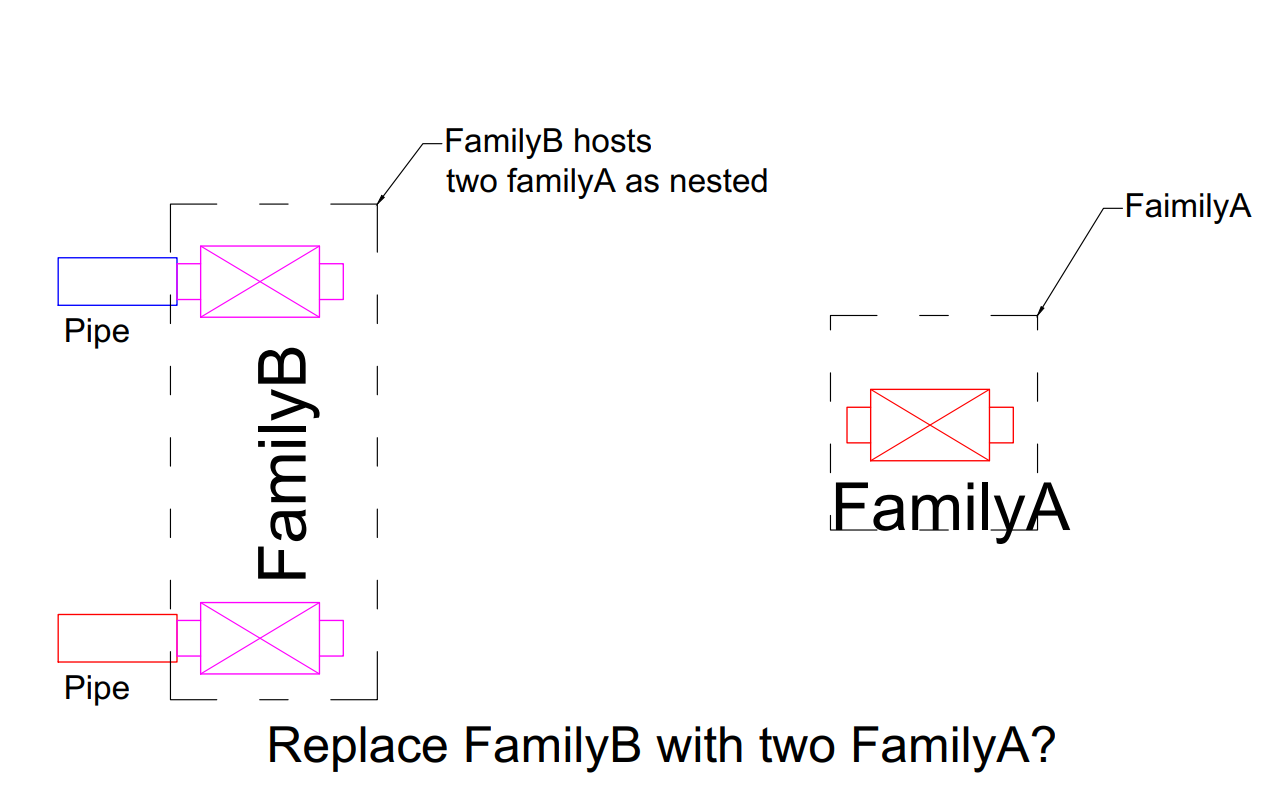 FamilyB hosts
two familyA as nested
FaimilyA
Pipe
FamilyB
FamilyA
Pipe
Replace FamilyB with two FamilyA?